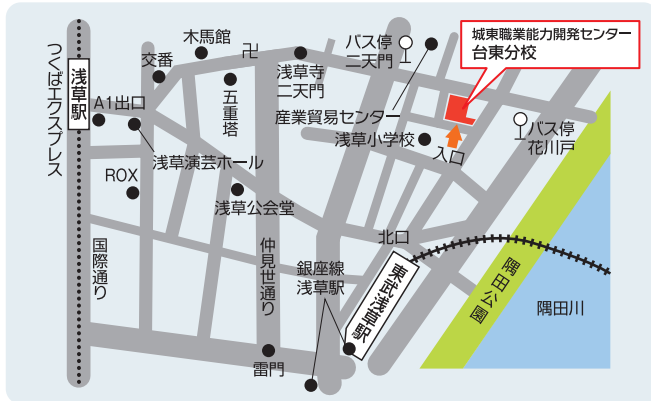 城東職業能力開発センター
台東分校
つくばエクスプレス
浅草駅
交番
木馬館
卍
五重塔
浅草寺
二天門
バス停
二天門
産業貿易センター
A1出口
浅草演芸ホール
浅草小学校
入口
バス停
花川戸
ROX
浅草公会堂
国際通り
仲見世通り
銀座線
浅草駅
北口
東武浅草駅
隅田公園
隅田川
雷門